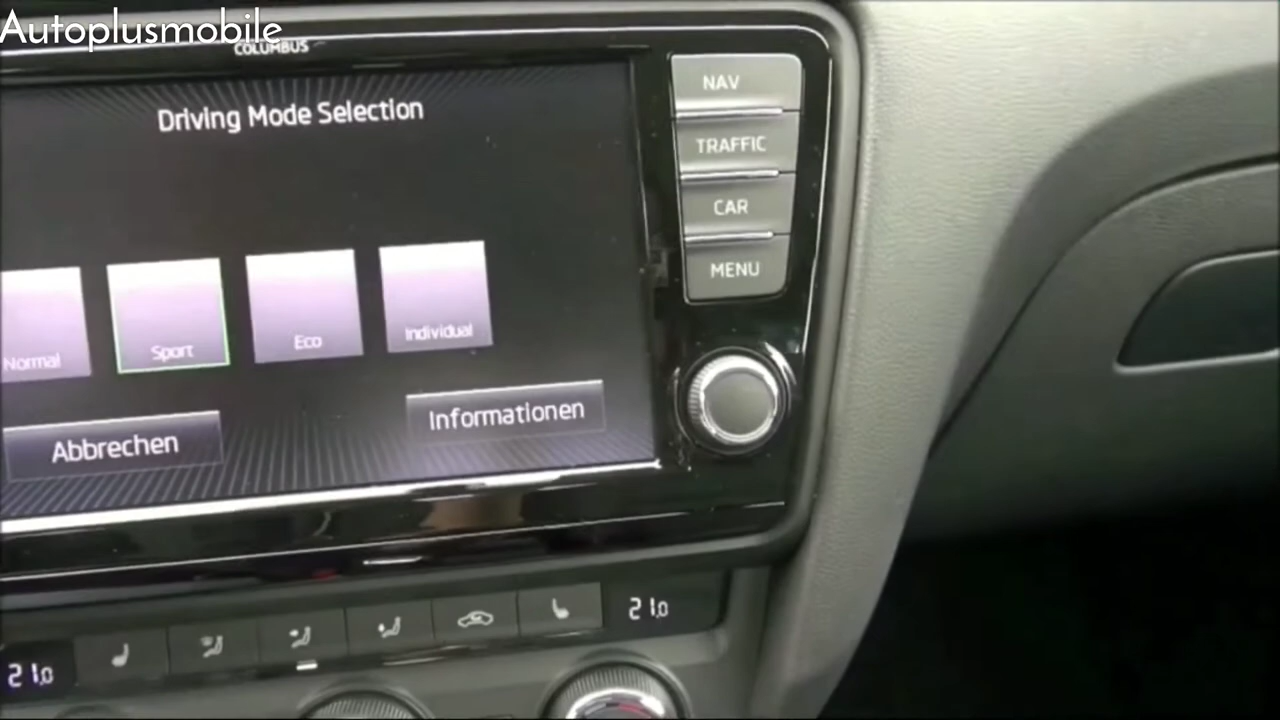 Autoplusmobile
COLUMBUS
Driving Mode Selection
Normal
Sport
Eco
Individual
Abbrechen
Informationen
NAV
TRAFFIC
CAR
MENU
21.0
21.0